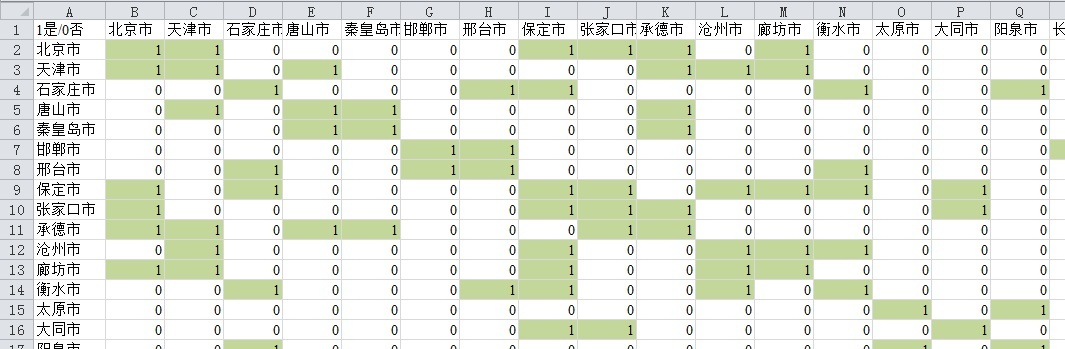 A B C D E F G H I J K L M N O P Q
1 1是/0否 北京市 天津市 石家庄市 唐山市 秦皇岛市 邯郸市 邢台市 保定市 张家口市 承德市 沧州市 廊坊市 衡水市 太原市 大同市 阳泉市 长
2 北京市 1 1 0 0 0 0 0 1 1 1 0 1 0 0 0 0
3 天津市 1 1 0 1 0 0 0 0 0 1 1 1 0 0 0 0
4 石家庄市 0 0 1 0 0 0 1 1 0 0 0 0 1 0 0 1
5 唐山市 0 1 0 1 1 0 0 0 0 1 0 0 0 0 0 0
6 秦皇岛市 0 0 0 1 1 0 0 0 0 1 0 0 0 0 0 0
7 邯郸市 0 0 0 0 0 1 1 0 0 0 0 0 0 0 0 0
8 邢台市 0 0 1 0 0 1 1 0 0 0 0 0 1 0 0 0
9 保定市 1 0 1 0 0 0 0 1 1 0 1 1 1 0 1 0
10 张家口市 1 0 0 0 0 0 0 1 1 1 0 0 0 0 1 0
11 承德市 1 1 0 1 1 0 0 0 1 1 0 0 0 0 0 0
12 沧州市 0 1 0 0 0 0 0 1 0 0 1 1 1 0 0 0
13 廊坊市 1 1 0 0 0 0 0 1 0 0 1 1 0 0 0 0
14 衡水市 0 0 1 0 0 0 1 1 0 0 1 0 1 0 0 0
15 太原市 0 0 0 0 0 0 0 0 0 0 0 0 0 1 0 1
16 大同市 0 0 0 0 0 0 0 1 1 0 0 0 0 0 1 0
17 阳泉市 0 0 1 0 0 0 0 0 0 0 0 0 0 1 0 1